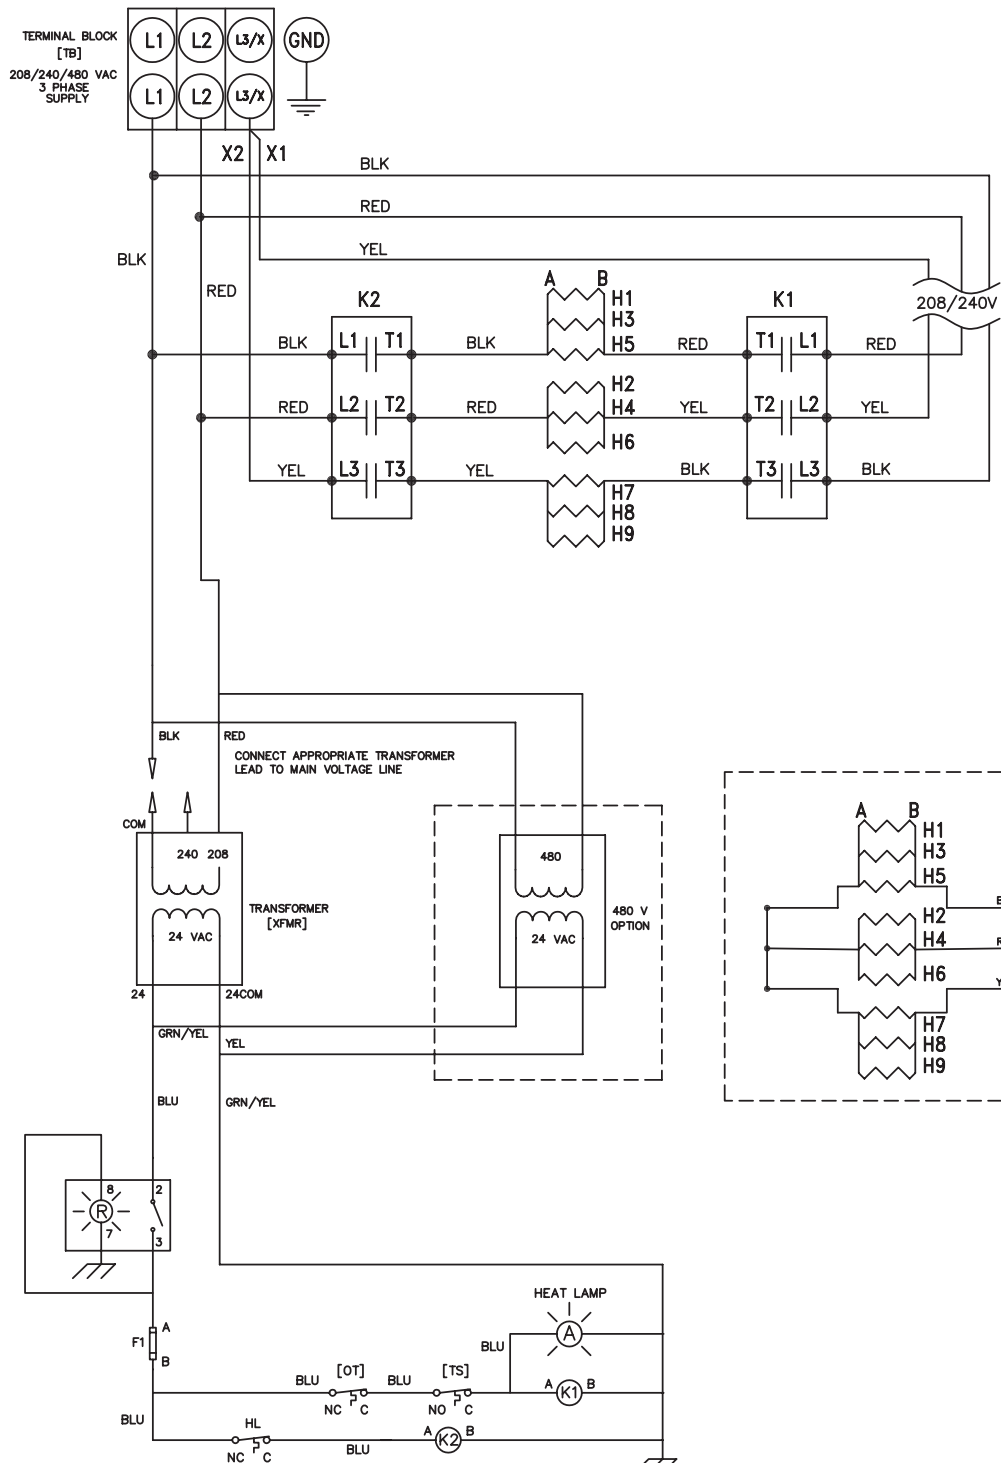 TERMINAL BLOCK
[TB]
208/240/480 VAC
3 PHASE
SUPPLY
L1 L2 L3/X GND
L1 L2 L3/X
X2 X1
BLK
RED
YEL
BLK
RED
208/240V
K2
A B
H1
H3
H5
K1
BLK L1 T1 BLK RED T1 L1 RED
H2
RED L2 T2 RED H4 YEL T2 L2 YEL
H6
YEL L3 T3 YEL BLK T3 L3 BLK
H7
H8
H9
BLK RED
CONNECT APPROPRIATE TRANSFORMER
LEAD TO MAIN VOLTAGE LINE
COM
240 208
24 VAC
TRANSFORMER
[XFMR]
24 24COM
480
24 VAC
480 V
OPTION
GRN/YEL
YEL
BLU GRN/YEL
A B
H1
H3
H5
H2
H4
H6
H7
H8
H9
8 2
R
7 3
F1 A
B
HEAT LAMP
A
BLU
BLU [OT] BLU [TS]
NC C NO C
A K1 B
BLU
HL
NC C
BLU
A K2 B